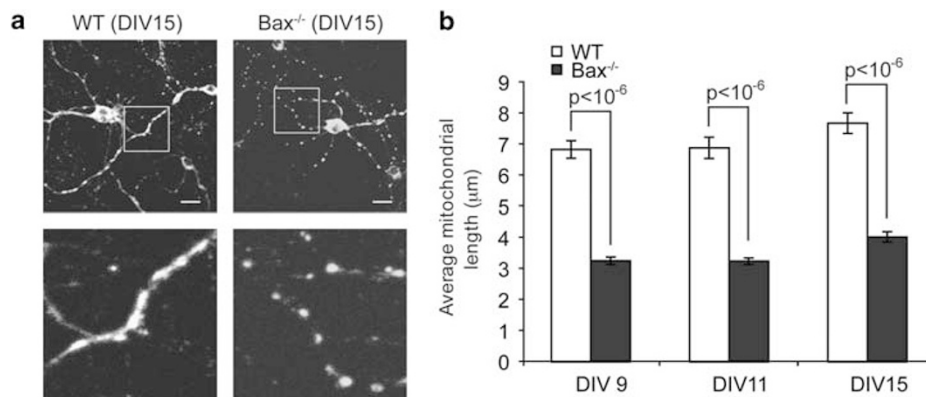 a
WT (DIV15)
Bax⁻/⁻ (DIV15)
b
WT
Bax⁻/⁻
p<10⁻⁶
p<10⁻⁶
p<10⁻⁶
Average mitochondrial
length (μm)
9
8
7
6
5
4
3
2
1
0
DIV 9
DIV11
DIV15